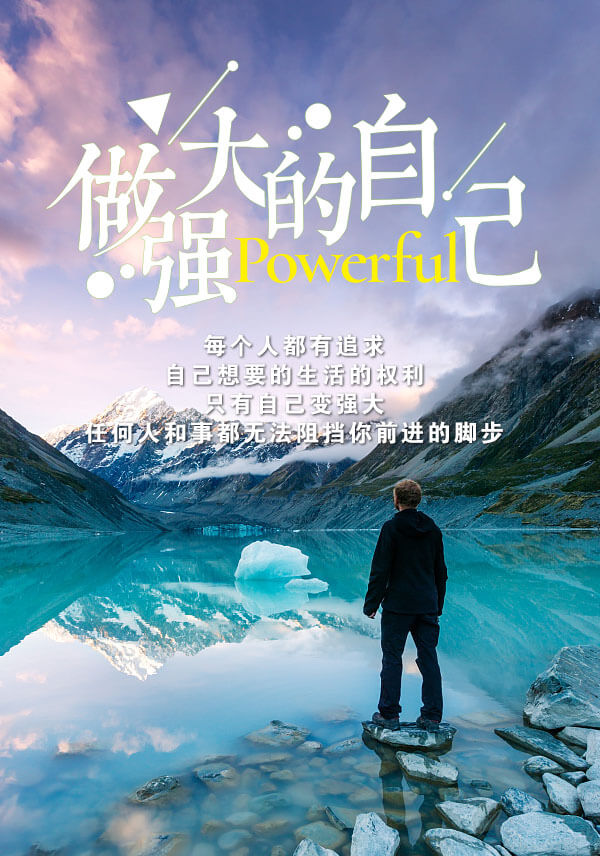 做强大的自己
Powerful
每个人都有追求
自己想要的生活的权利
只有自己变强大
任何人和事都无法阻挡你前进的脚步